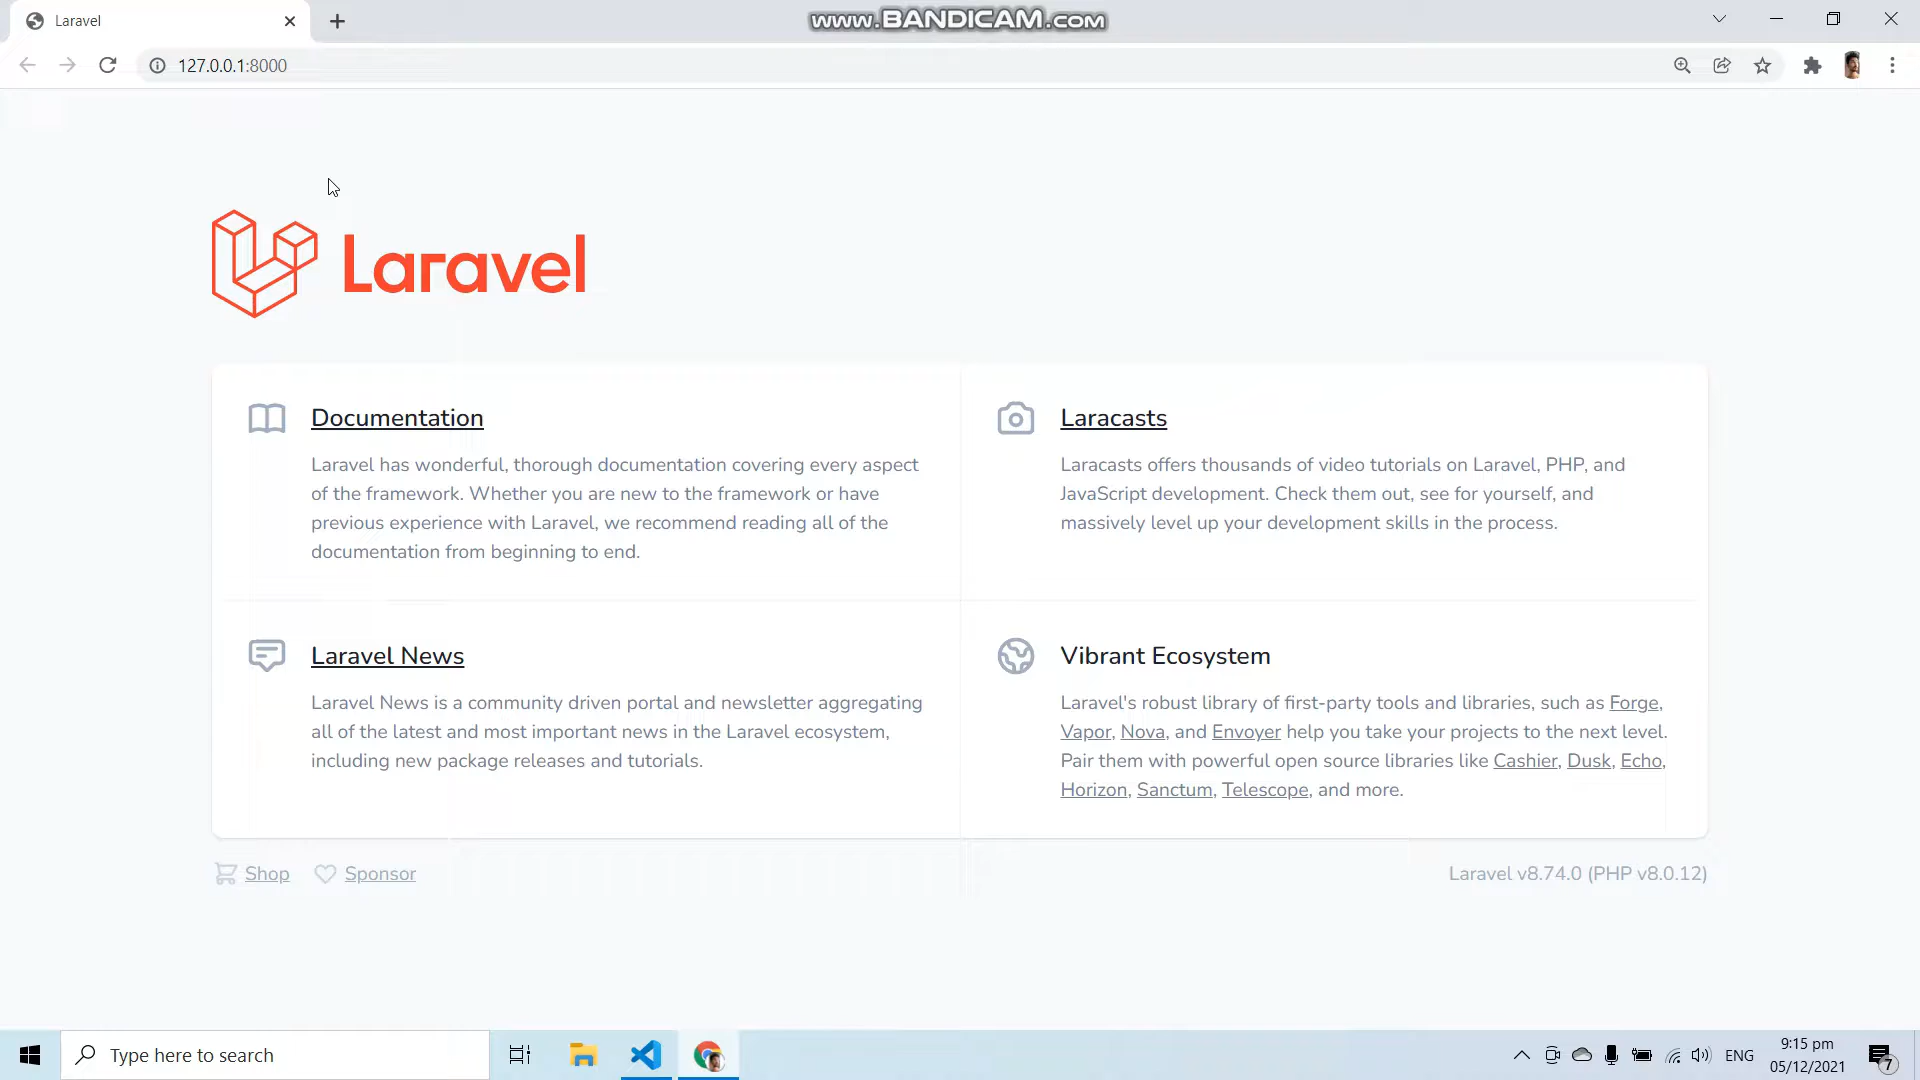 Laravel
www.BANDICAM.com
127.0.0.1:8000
Laravel
Documentation
Laravel has wonderful, thorough documentation covering every aspect
of the framework. Whether you are new to the framework or have
previous experience with Laravel, we recommend reading all of the
documentation from beginning to end.
Laracasts
Laracasts offers thousands of video tutorials on Laravel, PHP, and
JavaScript development. Check them out, see for yourself, and
massively level up your development skills in the process.
Laravel News
Laravel News is a community driven portal and newsletter aggregating
all of the latest and most important news in the Laravel ecosystem,
including new package releases and tutorials.
Vibrant Ecosystem
Laravel's robust library of first-party tools and libraries, such as Forge,
Vapor, Nova, and Envoyer help you take your projects to the next level.
Pair them with powerful open source libraries like Cashier, Dusk, Echo,
Horizon, Sanctum, Telescope, and more.
Shop
Sponsor
Laravel v8.74.0 (PHP v8.0.12)
Type here to search
ENG
9:15 pm
05/12/2021
7